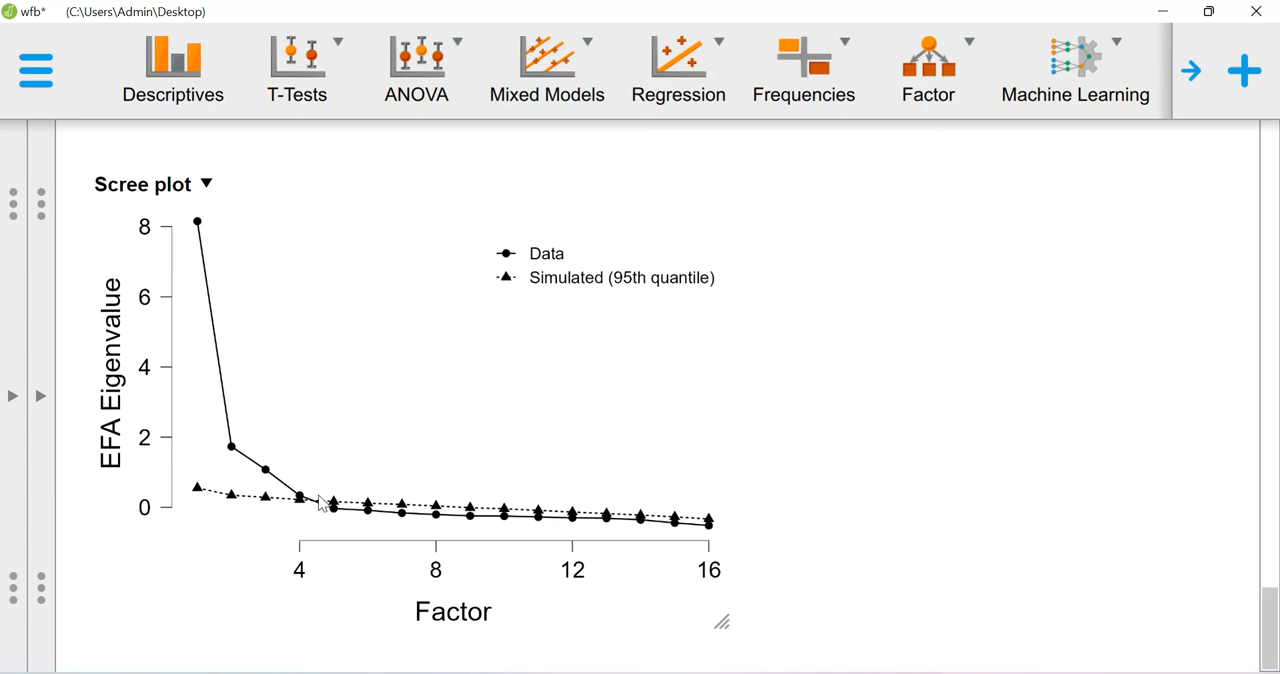 wfb* (C:\Users\Admin\Desktop)
Descriptives T-Tests ANOVA Mixed Models Regression Frequencies Factor Machine Learning
Scree plot
8
6
4
2
0
EFA Eigenvalue
Data
Simulated (95th quantile)
4 8 12 16
Factor